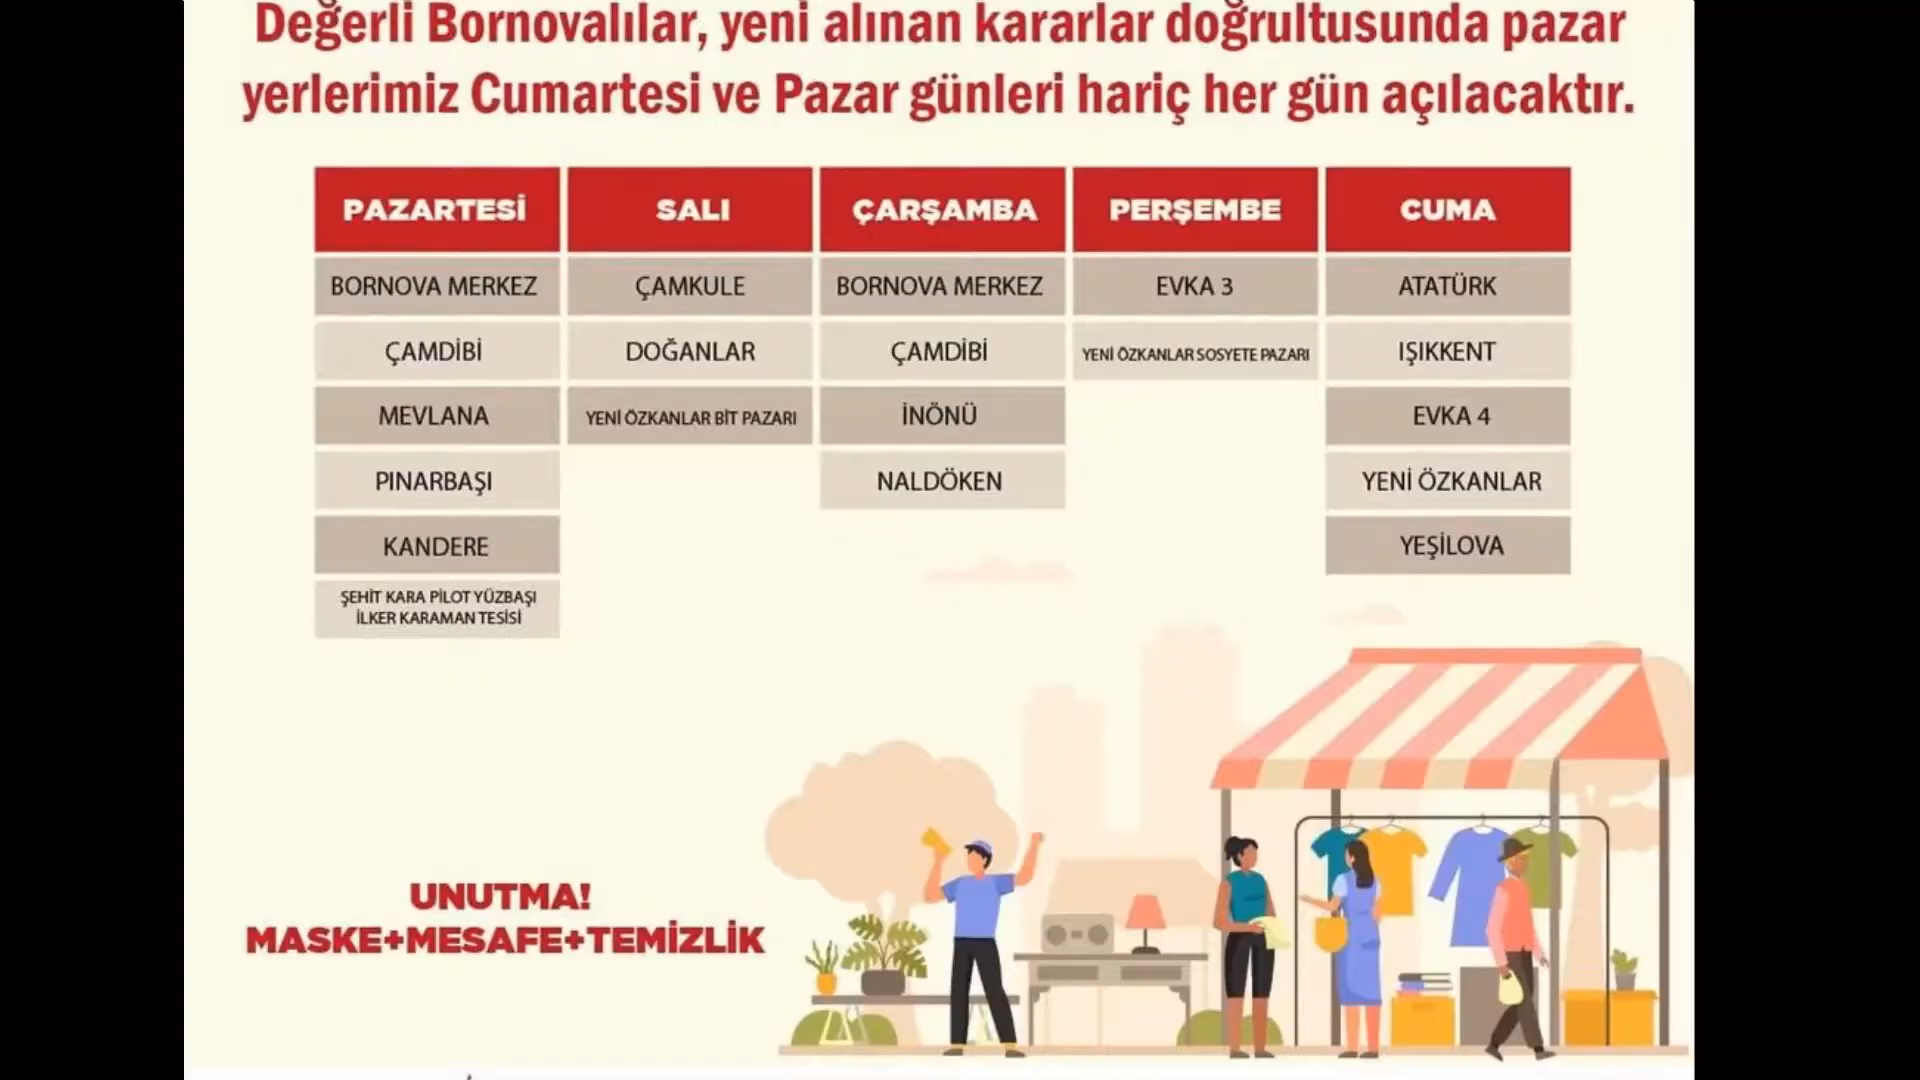 Değerli Bornovalılar, yeni alınan kararlar doğrultusunda pazar
yerlerimiz Cumartesi ve Pazar günleri hariç her gün açılacaktır.
PAZARTESİ
SALI
ÇARŞAMBA
PERŞEMBE
CUMA
BORNOVA MERKEZ
ÇAMKULE
BORNOVA MERKEZ
EVKA 3
ATATÜRK
ÇAMDİBİ
DOĞANLAR
ÇAMDİBİ
YENİ ÖZKANLAR SOSYETE PAZARI
IŞIKKENT
MEVLANA
YENİ ÖZKANLAR BİT PAZARI
İNÖNÜ
EVKA 4
PINARBAŞI
NALDÖKEN
YENİ ÖZKANLAR
KANDERE
YEŞİLOVA
ŞEHİT KARA PİLOT YÜZBAŞI
İLKER KARAMAN TESİSİ
UNUTMA!
MASKE+MESAFE+TEMİZLİK